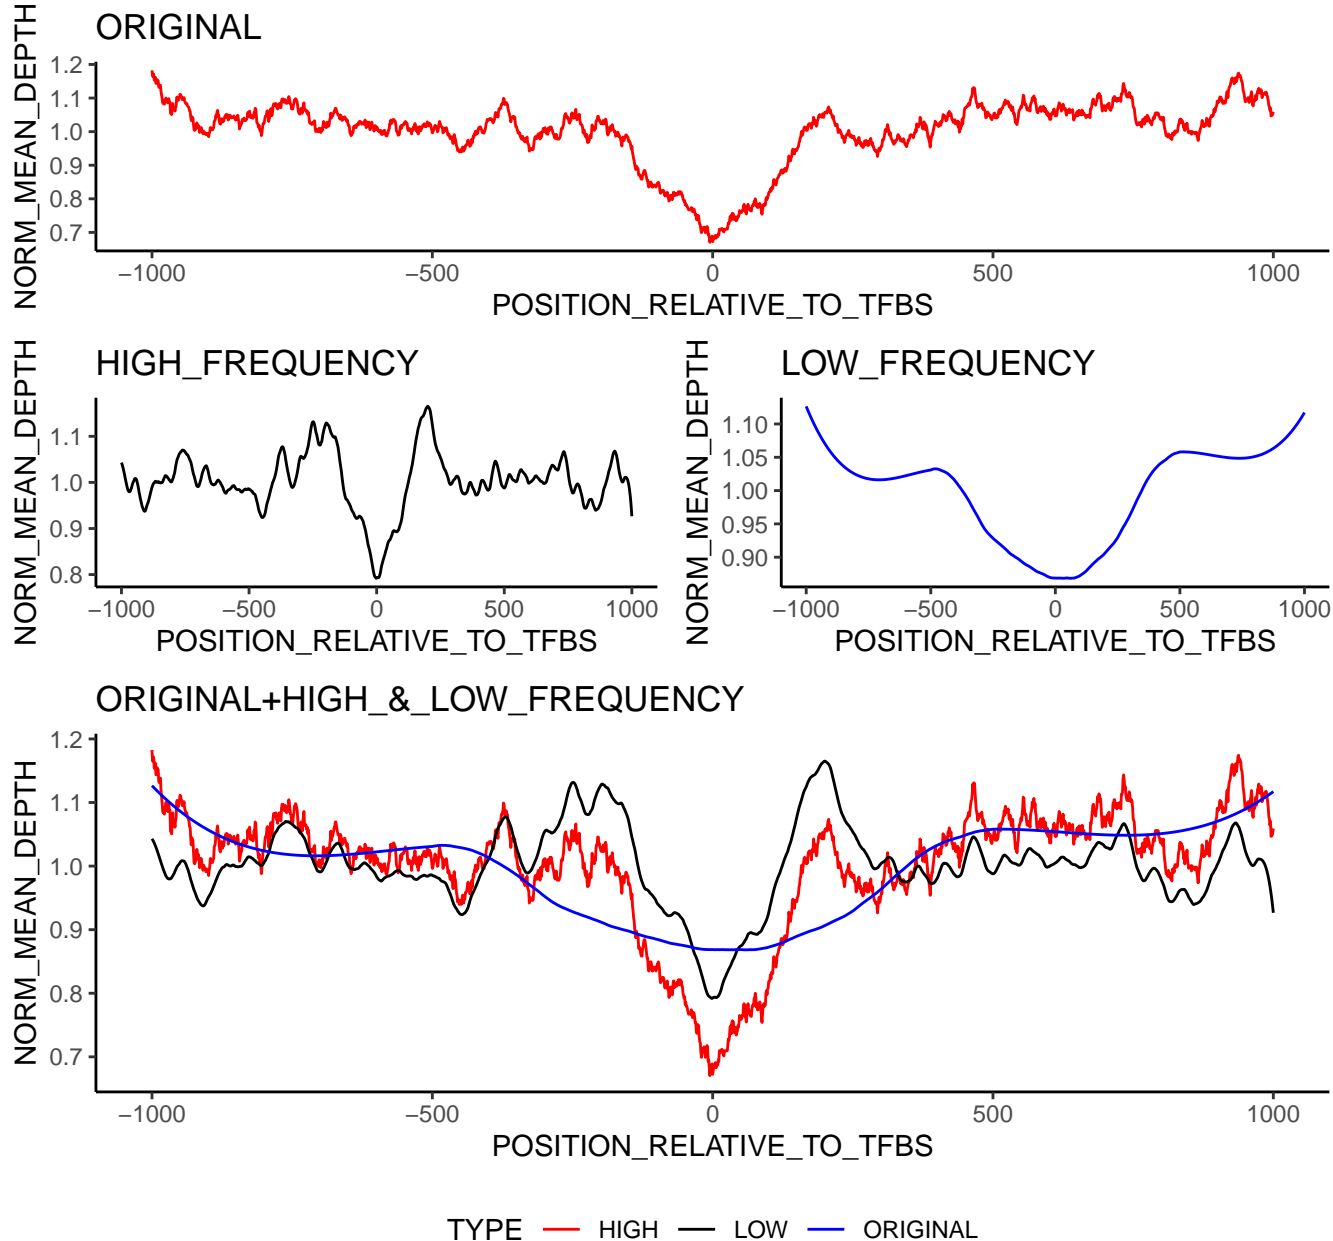 ORIGINAL
NORM_MEAN_DEPTH
1.2
1.1
1.0
0.9
0.8
0.7
−1000 −500 0 500 1000
POSITION_RELATIVE_TO_TFBS
HIGH_FREQUENCY
NORM_MEAN_DEPTH
1.1
1.0
0.9
0.8
−1000 −500 0 500 1000
POSITION_RELATIVE_TO_TFBS
LOW_FREQUENCY
NORM_MEAN_DEPTH
1.10
1.05
1.00
0.95
0.90
−1000 −500 0 500 1000
POSITION_RELATIVE_TO_TFBS
ORIGINAL+HIGH_&_LOW_FREQUENCY
NORM_MEAN_DEPTH
1.2
1.1
1.0
0.9
0.8
0.7
−1000 −500 0 500 1000
POSITION_RELATIVE_TO_TFBS
TYPE HIGH LOW ORIGINAL